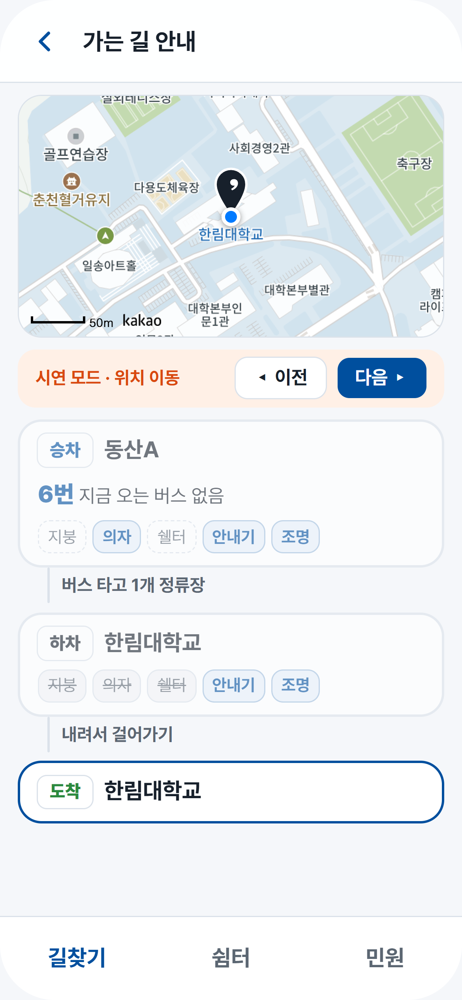 가는 길 안내
실외테니스장
골프연습장
사회경영2관
축구장
춘천혈거유지
다용도체육장
한림대학교
일송아트홀
대학본부별관
대학본부인
문1관
50m
kakao
시연 모드 · 위치 이동
◂ 이전
다음 ▸
승차
동산A
6번 지금 오는 버스 없음
지붕 의자 쉘터 안내기 조명
버스 타고 1개 정류장
하차
한림대학교
지붕 의자 쉘터 안내기 조명
내려서 걸어가기
도착
한림대학교
길찾기
쉼터
민원